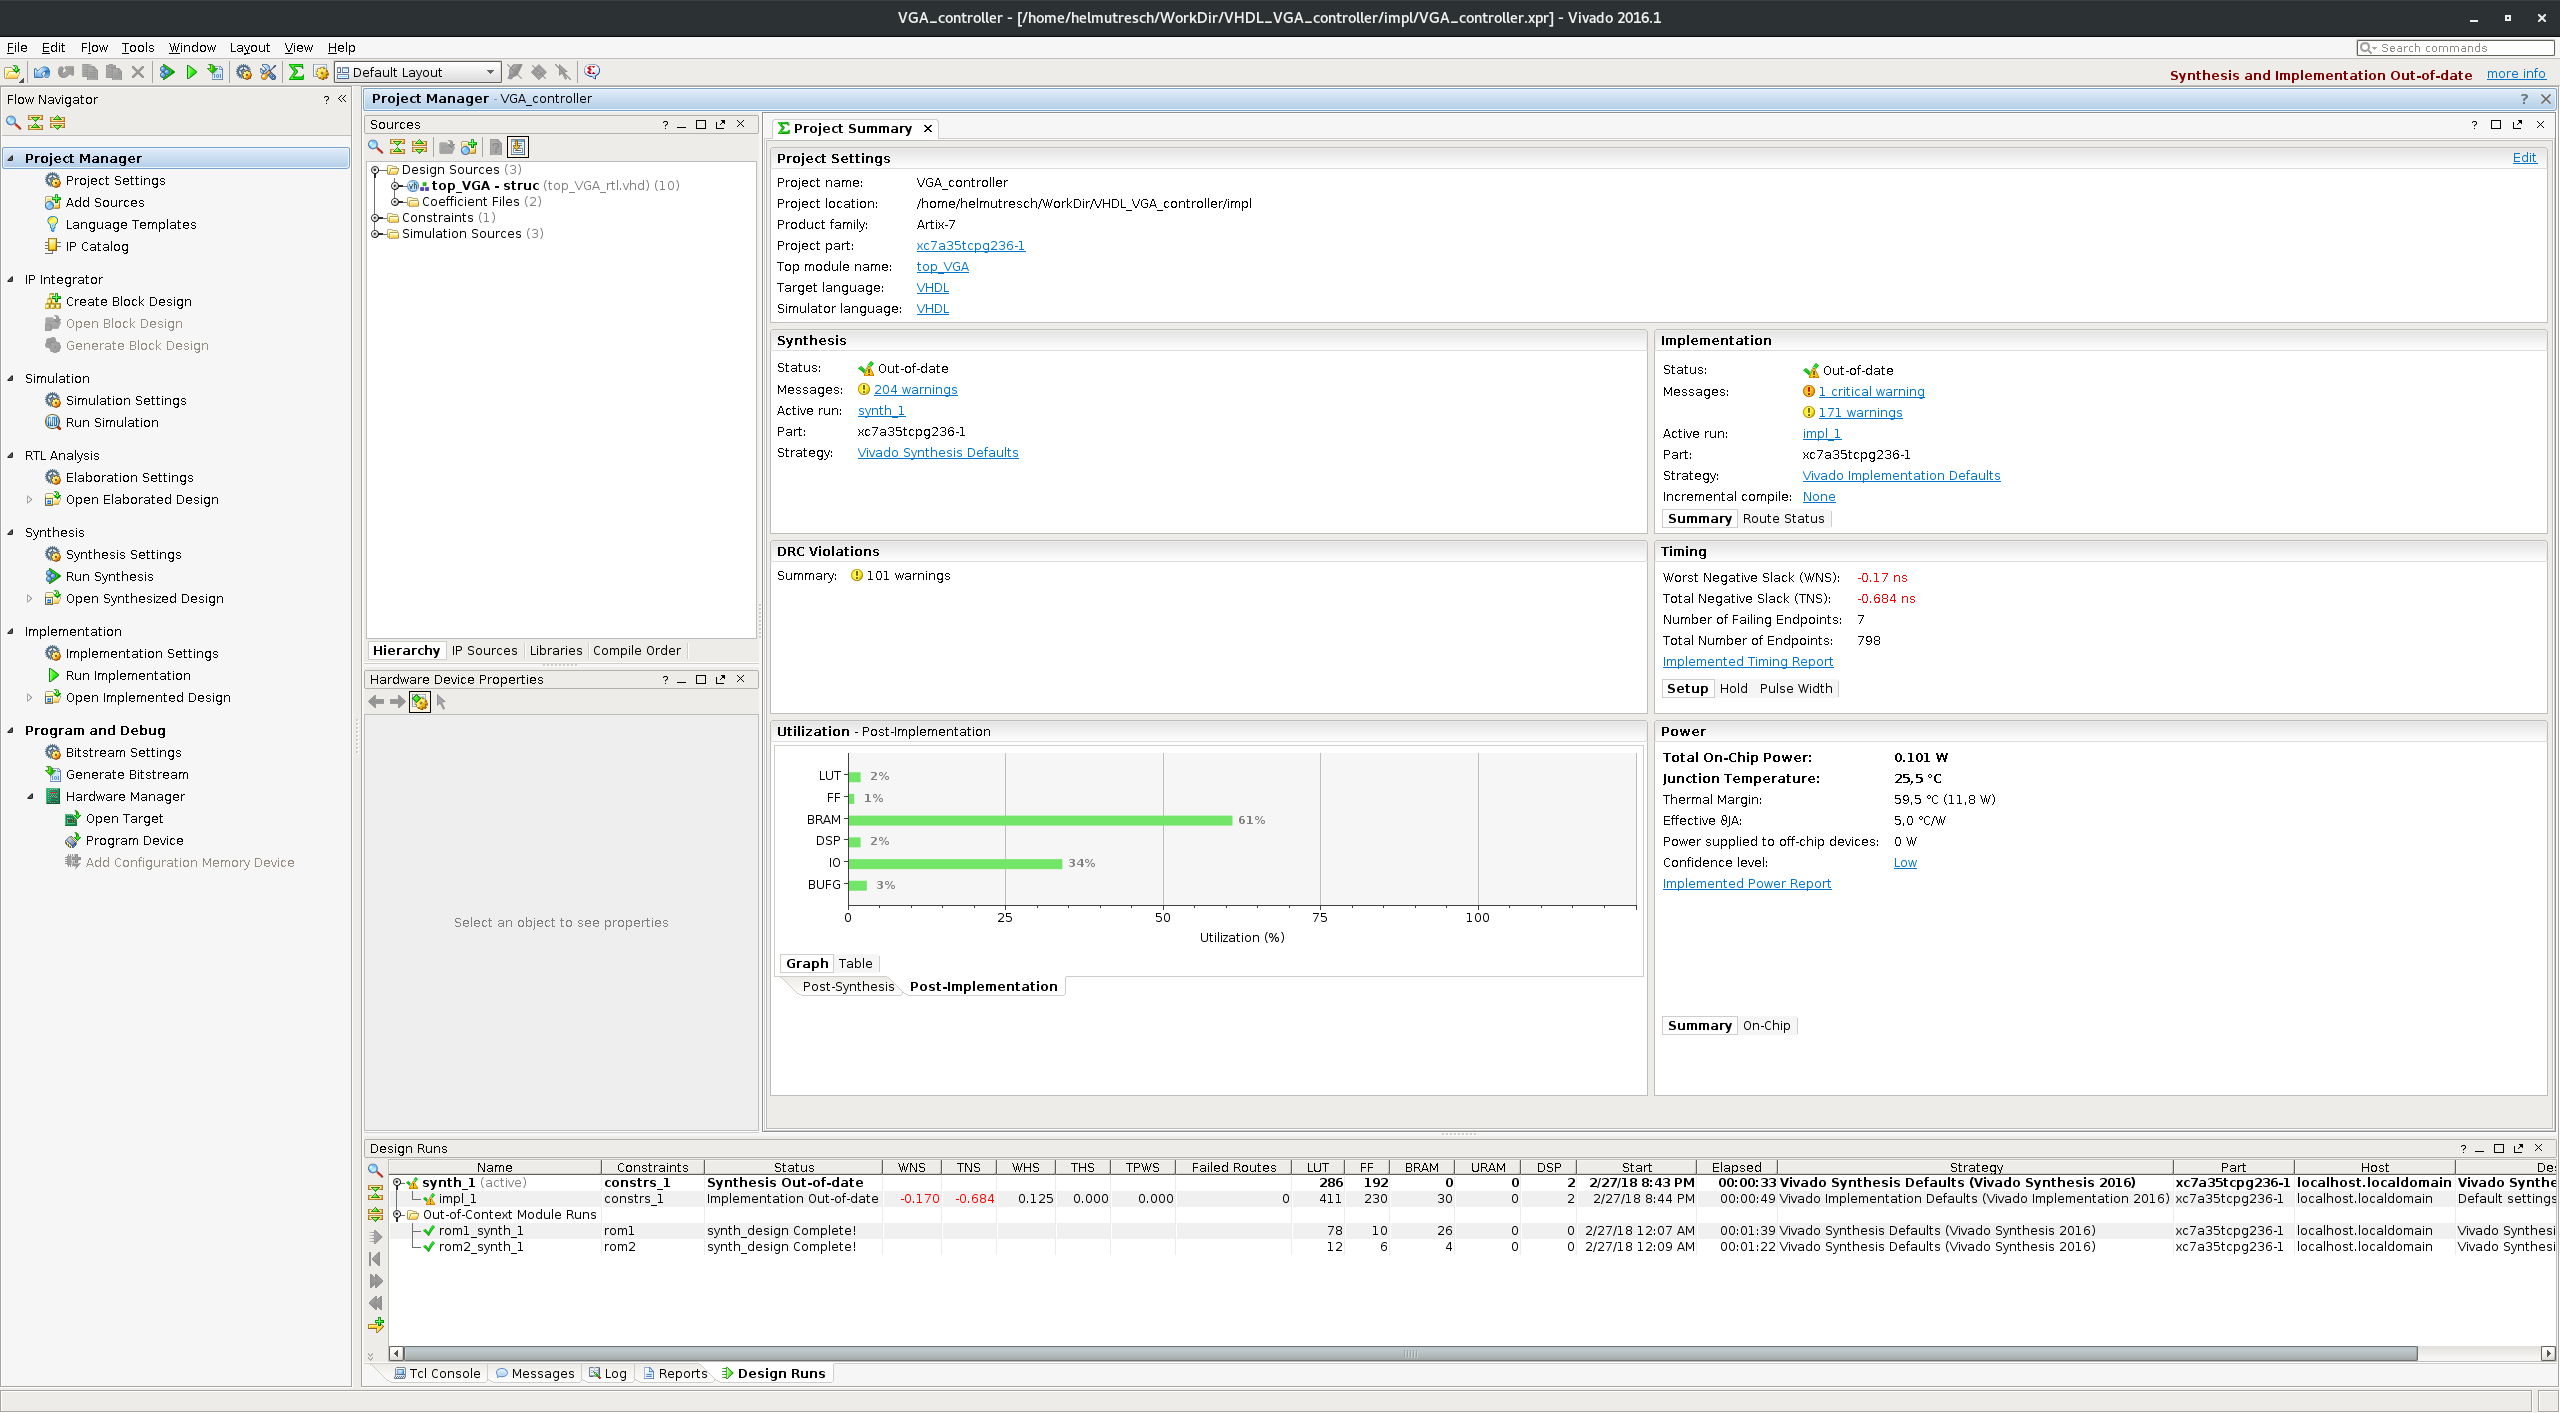 VGA_controller - [/home/helmutresch/WorkDir/VHDL_VGA_controller/impl/VGA_controller.xpr] - Vivado 2016.1
File Edit Flow Tools Window Layout View Help
Search commands
Default Layout
Synthesis and Implementation Out-of-date more info
Flow Navigator ?
Project Manager
Project Settings
Add Sources
Language Templates
IP Catalog
IP Integrator
Create Block Design
Open Block Design
Generate Block Design
Simulation
Simulation Settings
Run Simulation
RTL Analysis
Elaboration Settings
Open Elaborated Design
Synthesis
Synthesis Settings
Run Synthesis
Open Synthesized Design
Implementation
Implementation Settings
Run Implementation
Open Implemented Design
Program and Debug
Bitstream Settings
Generate Bitstream
Hardware Manager
Open Target
Program Device
Add Configuration Memory Device
Project Manager - VGA_controller ?
Sources ?
Design Sources (3)
top_VGA - struc (top_VGA_rtl.vhd) (10)
Coefficient Files (2)
Constraints (1)
Simulation Sources (3)
Hierarchy IP Sources Libraries Compile Order
Hardware Device Properties ?
Select an object to see properties
Project Summary ?
Project Settings Edit
Project name: VGA_controller
Project location: /home/helmutresch/WorkDir/VHDL_VGA_controller/impl
Product family: Artix-7
Project part: xc7a35tcpg236-1
Top module name: top_VGA
Target language: VHDL
Simulator language: VHDL
Synthesis
Status: Out-of-date
Messages: 204 warnings
Active run: synth_1
Part: xc7a35tcpg236-1
Strategy: Vivado Synthesis Defaults
Implementation
Status: Out-of-date
Messages: 1 critical warning
171 warnings
Active run: impl_1
Part: xc7a35tcpg236-1
Strategy: Vivado Implementation Defaults
Incremental compile: None
Summary Route Status
DRC Violations
Summary: 101 warnings
Timing
Worst Negative Slack (WNS): -0.17 ns
Total Negative Slack (TNS): -0.684 ns
Number of Failing Endpoints: 7
Total Number of Endpoints: 798
Implemented Timing Report
Setup Hold Pulse Width
Utilization - Post-Implementation
LUT 2%
FF 1%
BRAM 61%
DSP 2%
IO 34%
BUFG 3%
0 25 50 75 100
Utilization (%)
Graph Table
Post-Synthesis Post-Implementation
Power
Total On-Chip Power: 0.101 W
Junction Temperature: 25,5 °C
Thermal Margin: 59,5 °C (11,8 W)
Effective ϑJA: 5,0 °C/W
Power supplied to off-chip devices: 0 W
Confidence level: Low
Implemented Power Report
Summary On-Chip
Design Runs ?
Name Constraints Status WNS TNS WHS THS TPWS Failed Routes LUT FF BRAM URAM DSP Start Elapsed Strategy Part Host
synth_1 (active) constrs_1 Synthesis Out-of-date 286 192 0 0 2 2/27/18 8:43 PM 00:00:33 Vivado Synthesis Defaults (Vivado Synthesis 2016) xc7a35tcpg236-1 localhost.localdomain Vivado
impl_1 constrs_1 Implementation Out-of-date -0.170 -0.684 0.125 0.000 0.000 0 411 230 30 0 2 2/27/18 8:44 PM 00:00:49 Vivado Implementation Defaults (Vivado Implementation 2016) xc7a35tcpg236-1 localhost.localdomain Default settings
Out-of-Context Module Runs
rom1_synth_1 rom1 synth_design Complete! 78 10 26 0 0 2/27/18 12:07 AM 00:01:39 Vivado Synthesis Defaults (Vivado Synthesis 2016) xc7a35tcpg236-1 localhost.localdomain Vivado
rom2_synth_1 rom2 synth_design Complete! 12 6 4 0 0 2/27/18 12:09 AM 00:01:22 Vivado Synthesis Defaults (Vivado Synthesis 2016) xc7a35tcpg236-1 localhost.localdomain Vivado
Tcl Console Messages Log Reports Design Runs